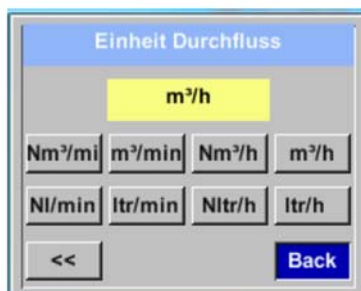 Einheit Durchfluss
m³/h
Nm³/mi m³/min Nm³/h m³/h
Nl/min ltr/min Nltr/h ltr/h
<< Back